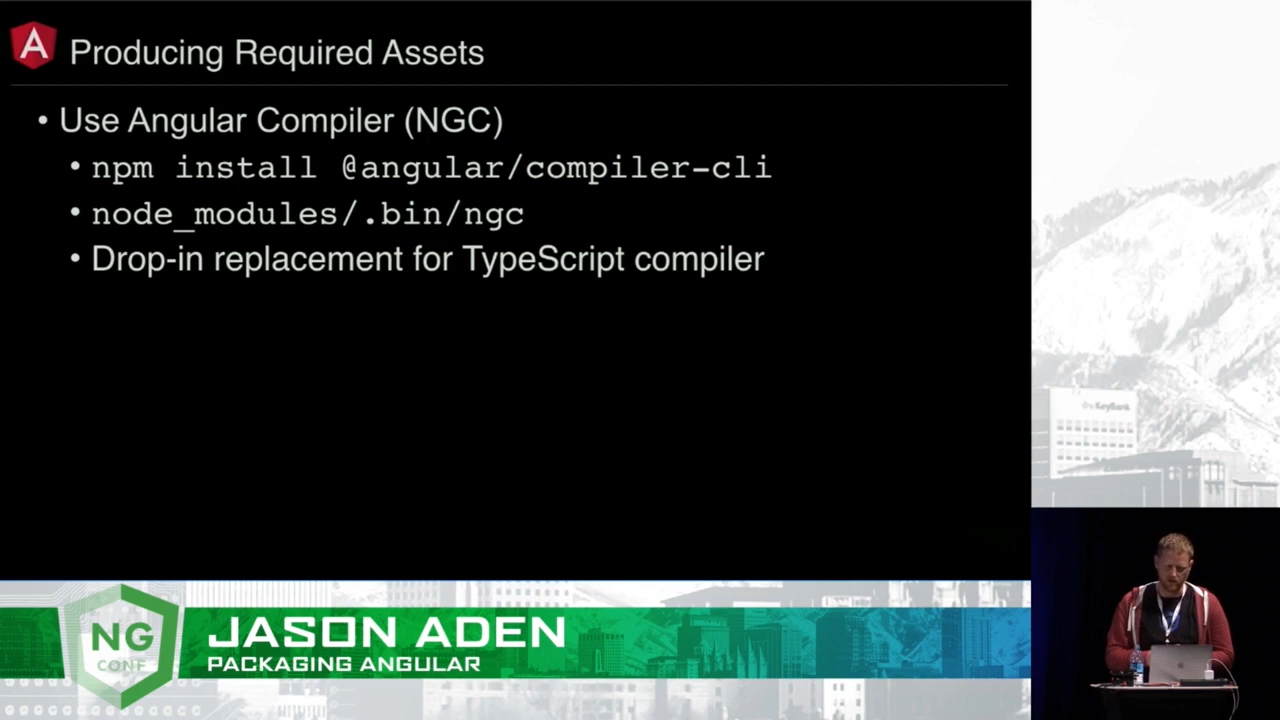 A
Producing Required Assets
• Use Angular Compiler (NGC)
• npm install @angular/compiler-cli
• node_modules/.bin/ngc
• Drop-in replacement for TypeScript compiler
KeyBank
NG
CONF
JASON ADEN
PACKAGING ANGULAR